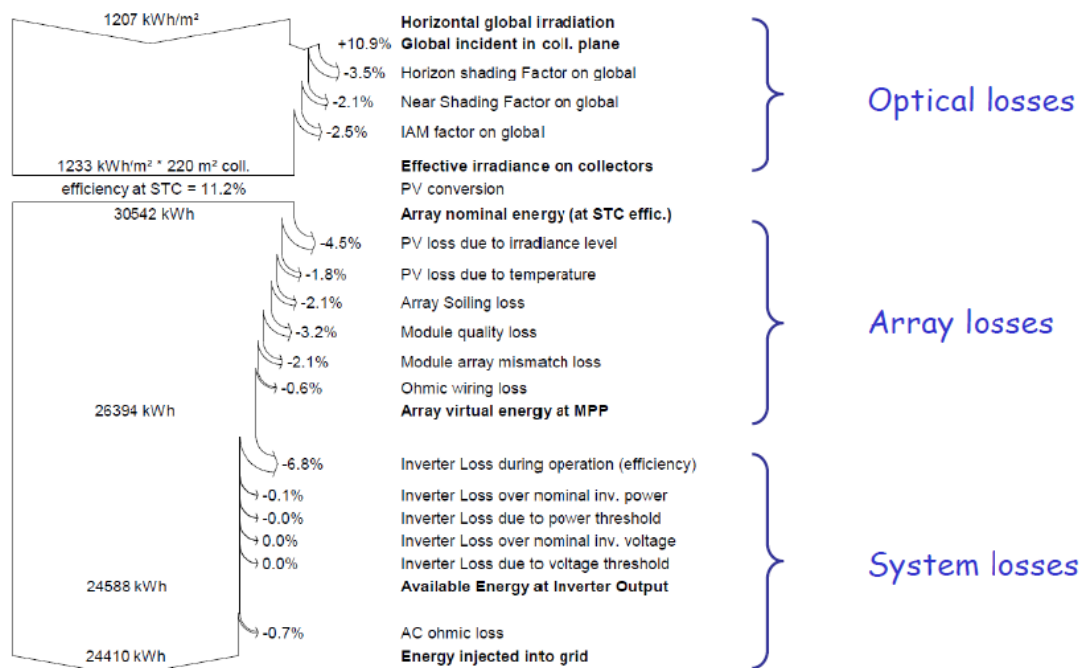 1207 kWh/m² Horizontal global irradiation
+10.9% Global incident in coll. plane
-3.5% Horizon shading Factor on global
-2.1% Near Shading Factor on global
-2.5% IAM factor on global
Optical losses
1233 kWh/m² * 220 m² coll. Effective irradiance on collectors
efficiency at STC = 11.2% PV conversion
30542 kWh Array nominal energy (at STC effic.)
-4.5% PV loss due to irradiance level
-1.8% PV loss due to temperature
-2.1% Array Soiling loss
-3.2% Module quality loss
-2.1% Module array mismatch loss
-0.6% Ohmic wiring loss
Array losses
26394 kWh Array virtual energy at MPP
-6.8% Inverter Loss during operation (efficiency)
-0.1% Inverter Loss over nominal inv. power
-0.0% Inverter Loss due to power threshold
0.0% Inverter Loss over nominal inv. voltage
0.0% Inverter Loss due to voltage threshold
System losses
24588 kWh Available Energy at Inverter Output
-0.7% AC ohmic loss
24410 kWh Energy injected into grid